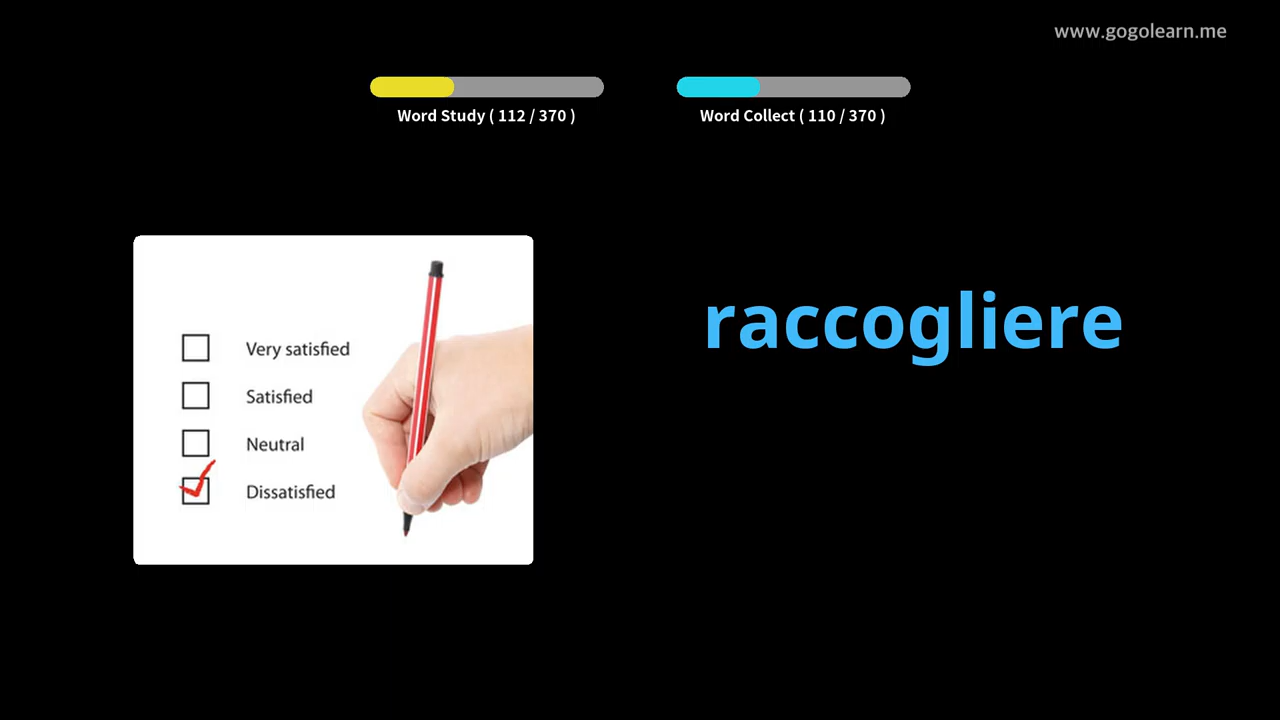 www.gogolearn.me
Word Study ( 112 / 370 )
Word Collect ( 110 / 370 )
raccogliere
Very satisfied
Satisfied
Neutral
Dissatisfied